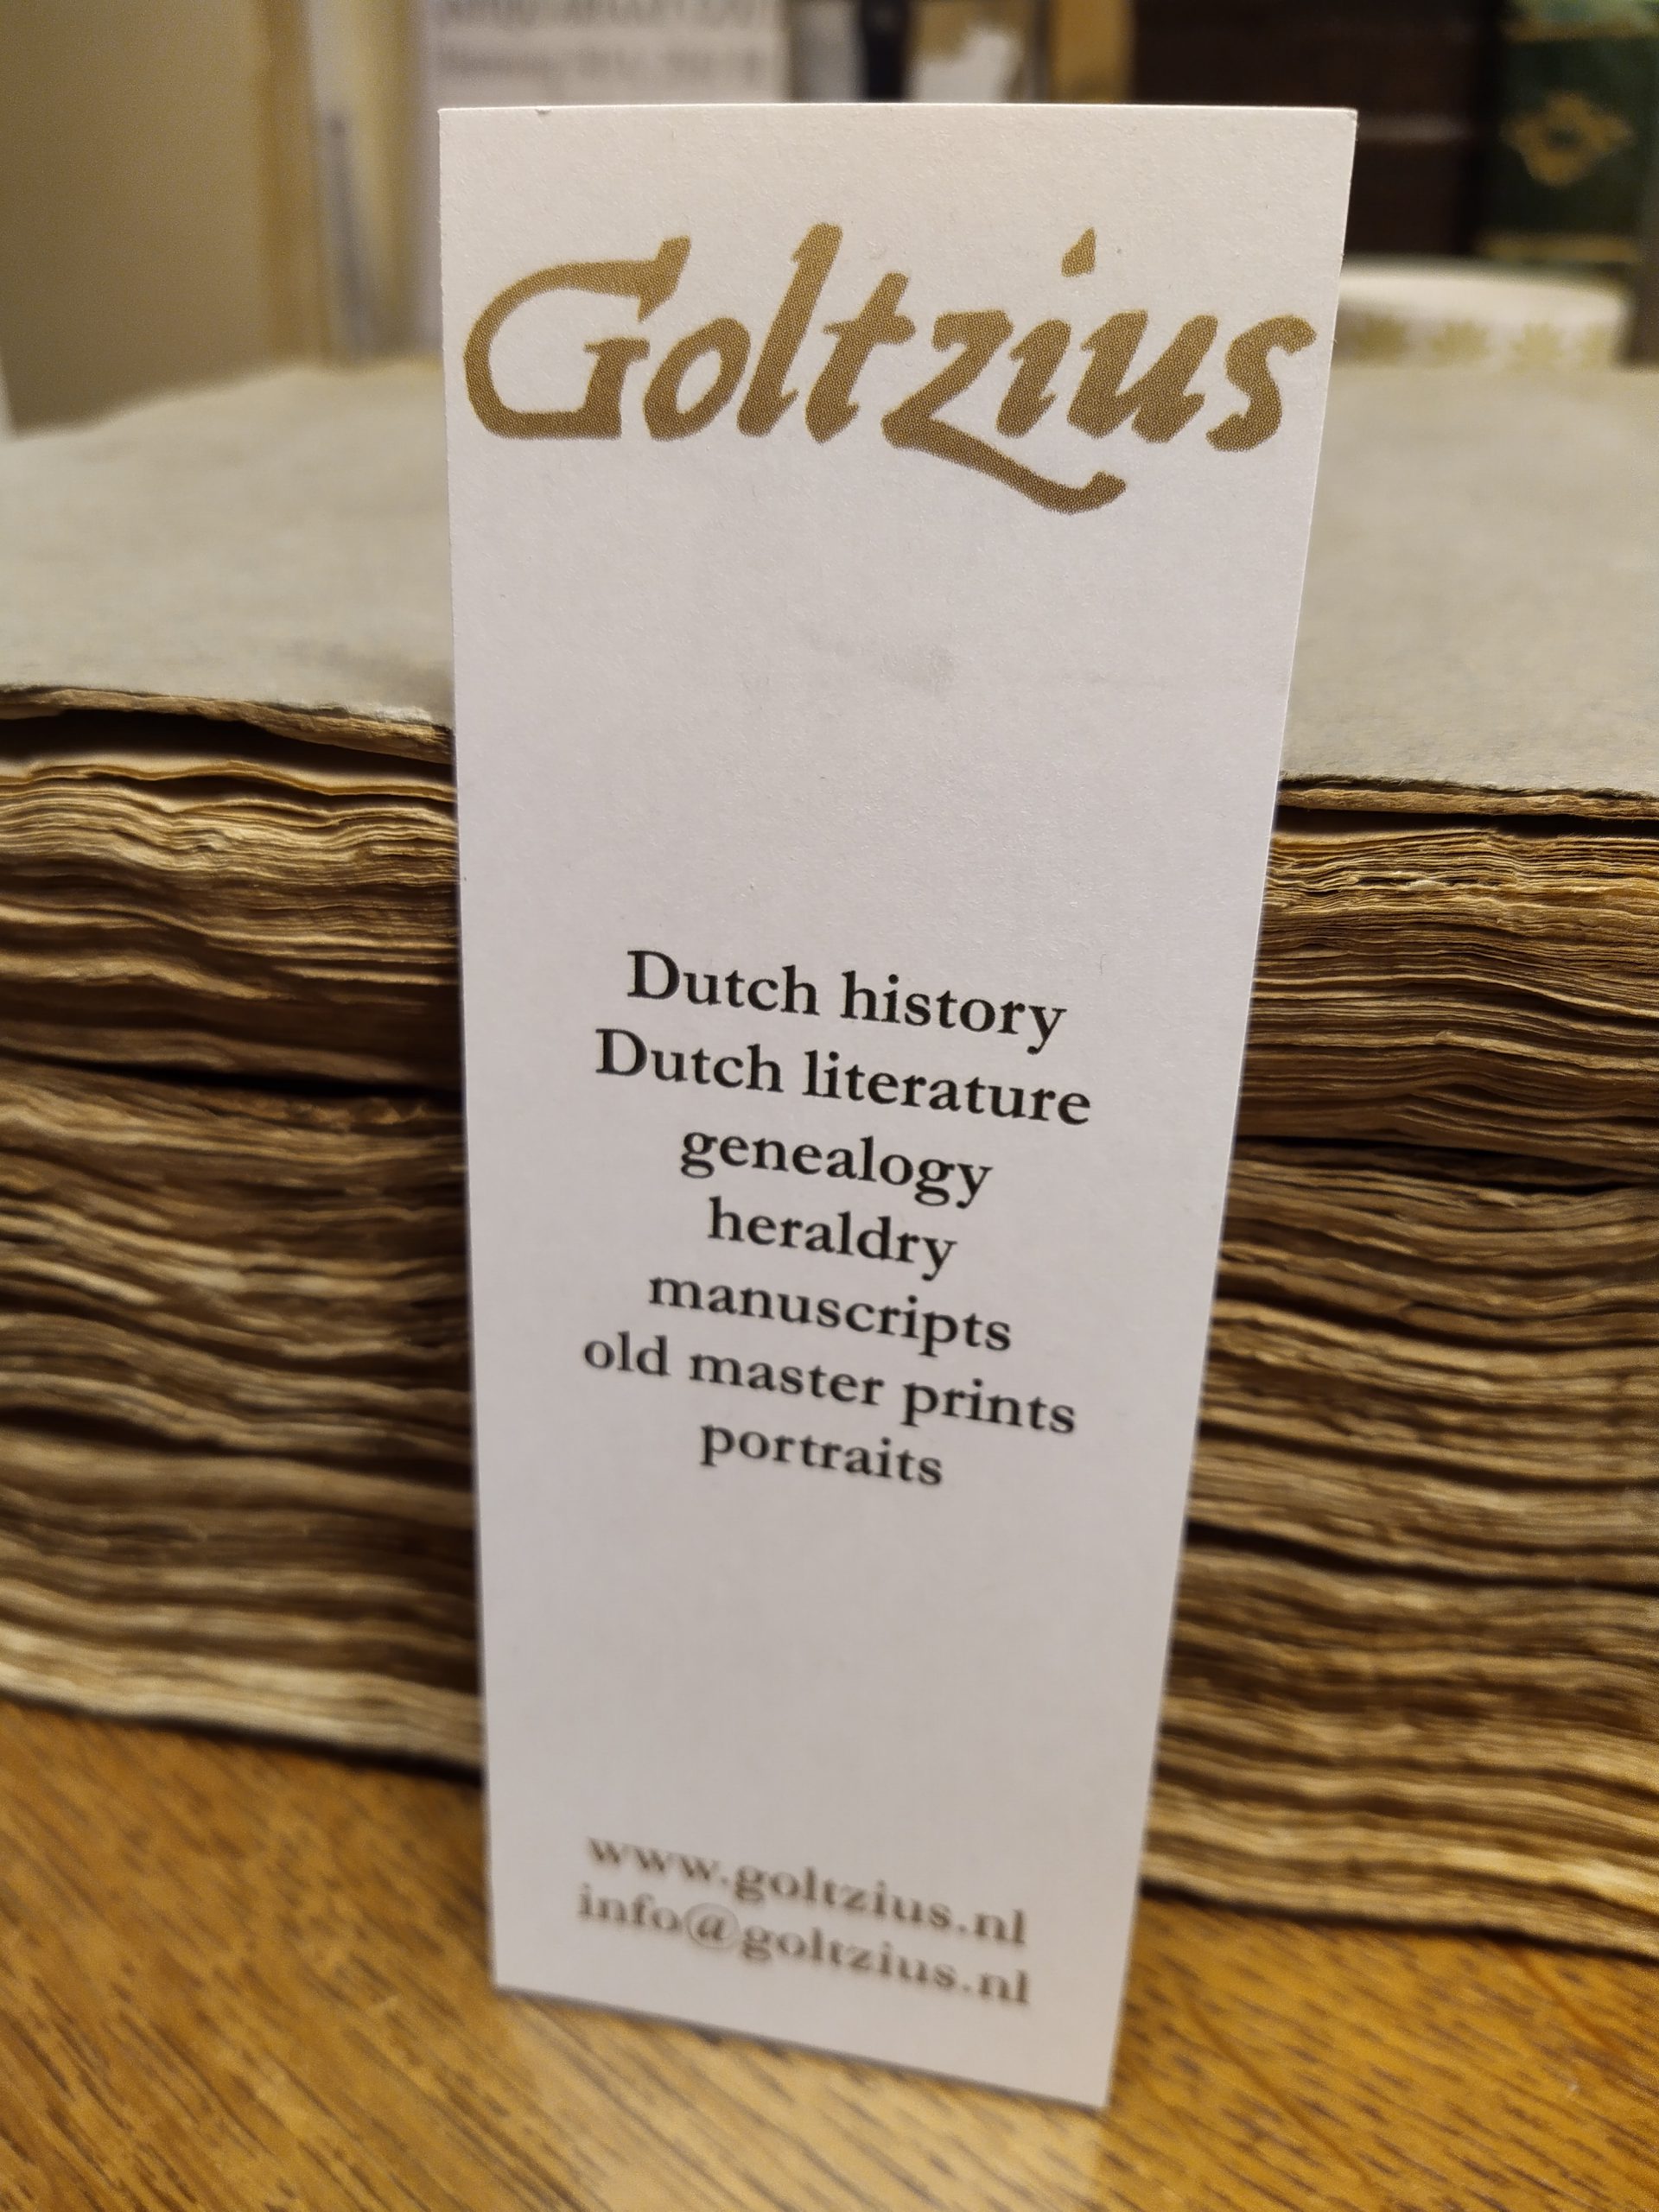 Goltzius
Dutch history
Dutch literature
genealogy
heraldry
manuscripts
old master prints
portraits
www.goltzius.nl
info@goltzius.nl